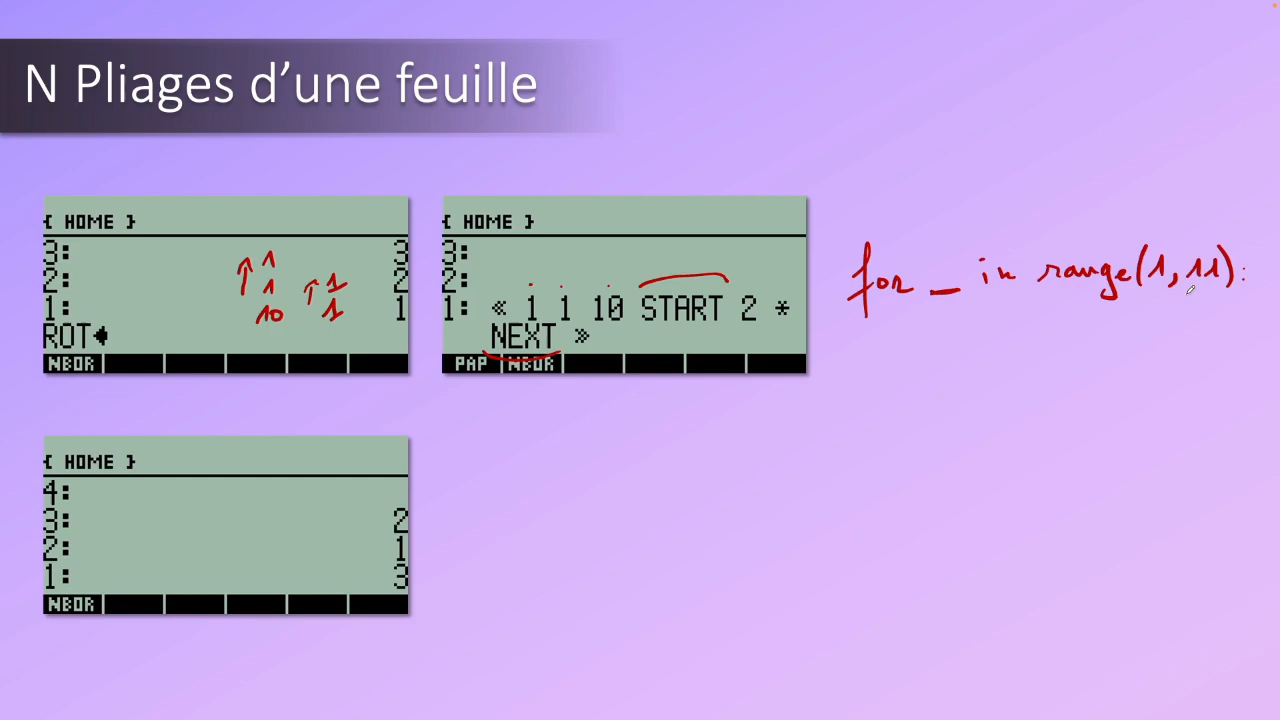 N Pliages d’une feuille
{ HOME }
3: 3
2: 2
1: 1
ROT
NBOR
1
1
10
1
1
{ HOME }
3:
2:
1: « 1 1 10 START 2 *
NEXT »
PAP NBOR
for _ in range(1,11):
{ HOME }
4:
3: 2
2: 1
1: 3
NBOR